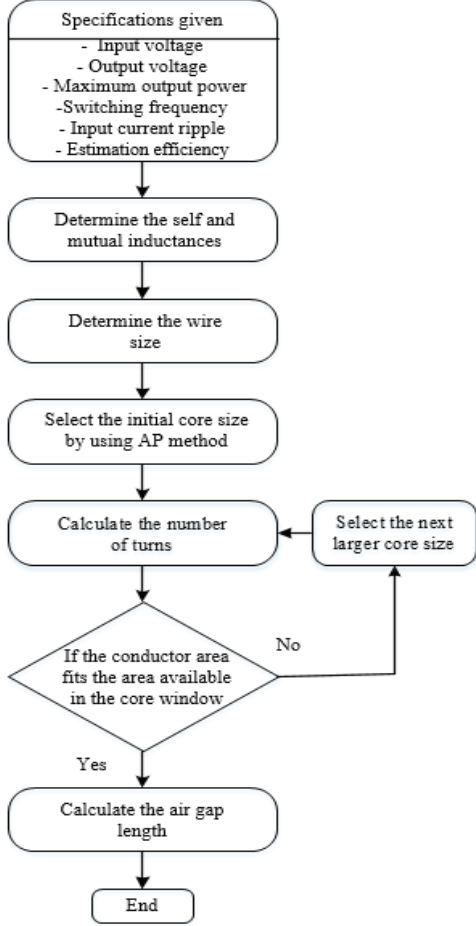 Specifications given
- Input voltage
- Output voltage
- Maximum output power
-Switching frequency
- Input current ripple
- Estimation efficiency
Determine the self and
mutual inductances
Determine the wire
size
Select the initial core size
by using AP method
Calculate the number
of turns
Select the next
larger core size
If the conductor area
fits the area available
in the core window
No
Yes
Calculate the air gap
length
End